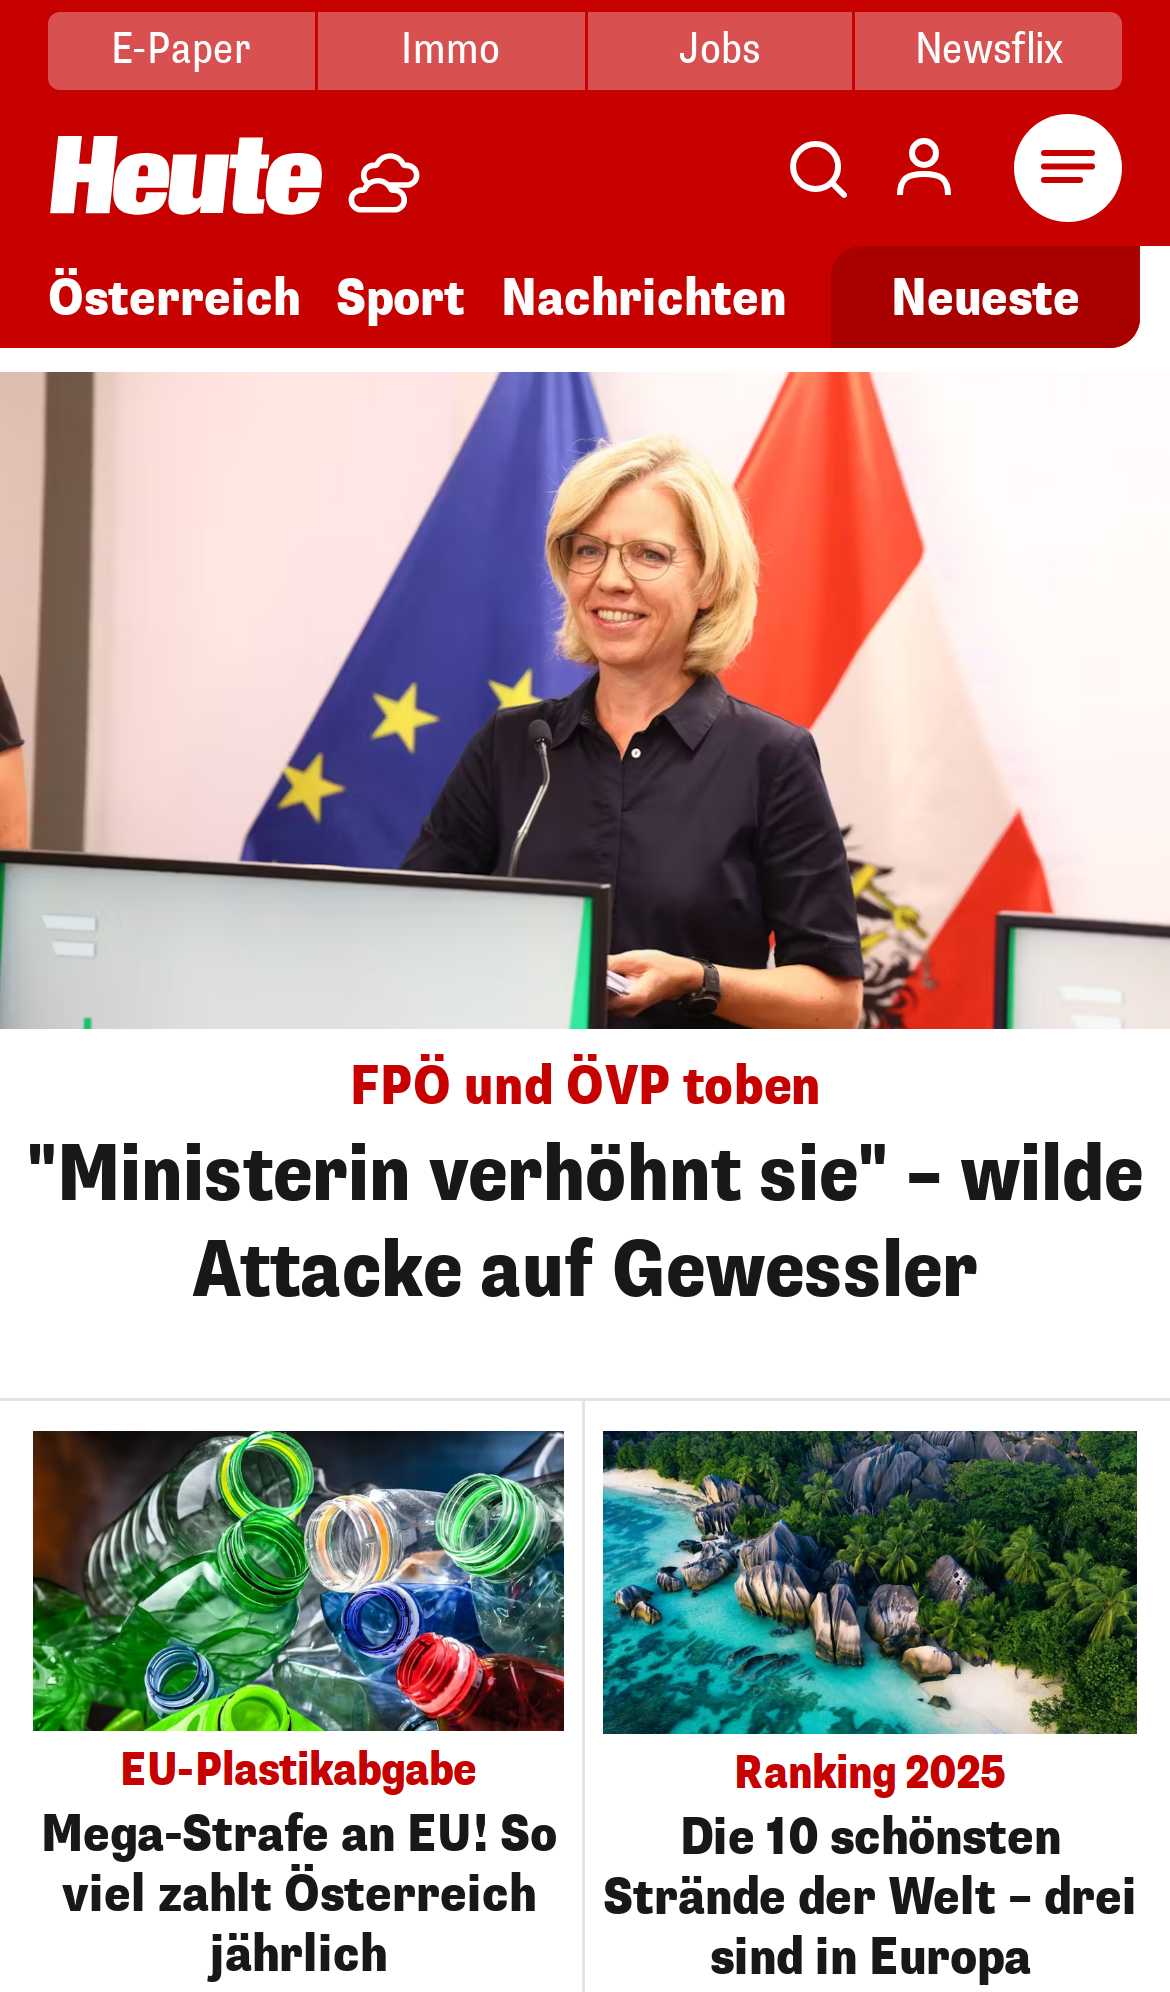 E-Paper
Immo
Jobs
Newsflix
Heute
Österreich
Sport
Nachrichten
Neueste
FPÖ und ÖVP toben
"Ministerin verhöhnt sie" – wilde
Attacke auf Gewessler
EU-Plastikabgabe
Mega-Strafe an EU! So
viel zahlt Österreich
jährlich
Ranking 2025
Die 10 schönsten
Strände der Welt – drei
sind in Europa